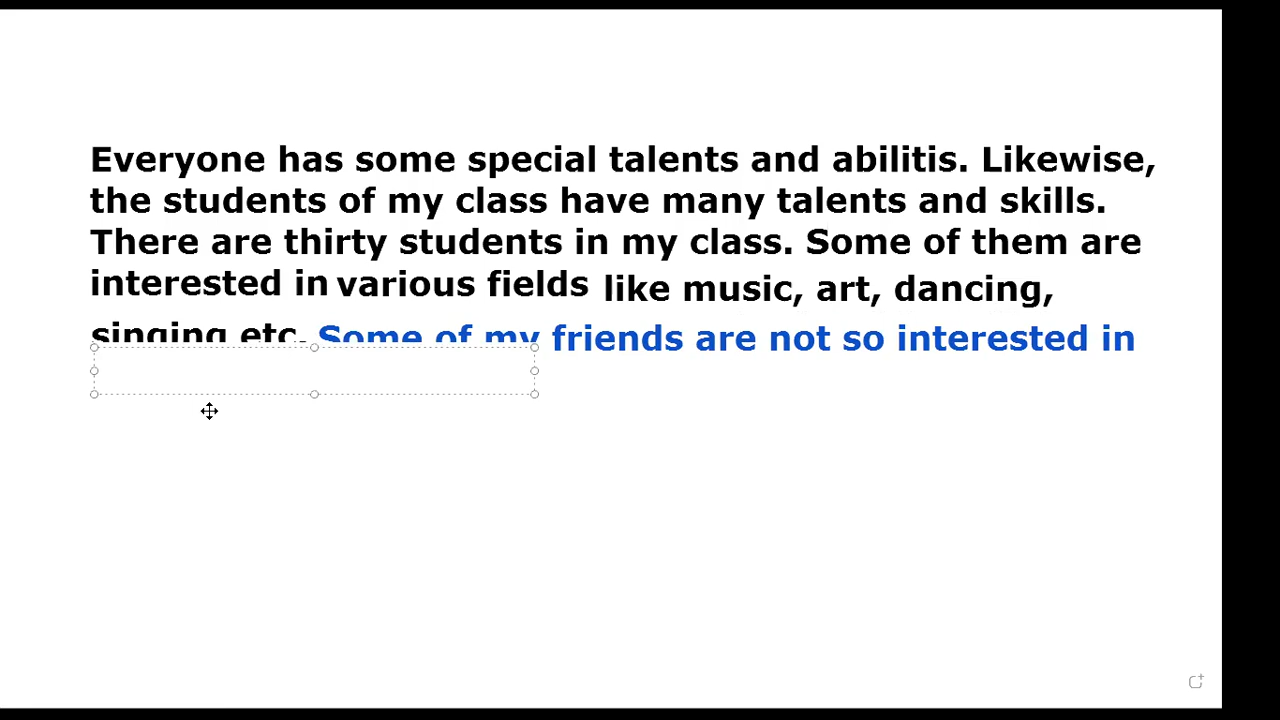 Everyone has some special talents and abilitis. Likewise,
the students of my class have many talents and skills.
There are thirty students in my class. Some of them are
interested in various fields like music, art, dancing,
singing etc. Some of my friends are not so interested in